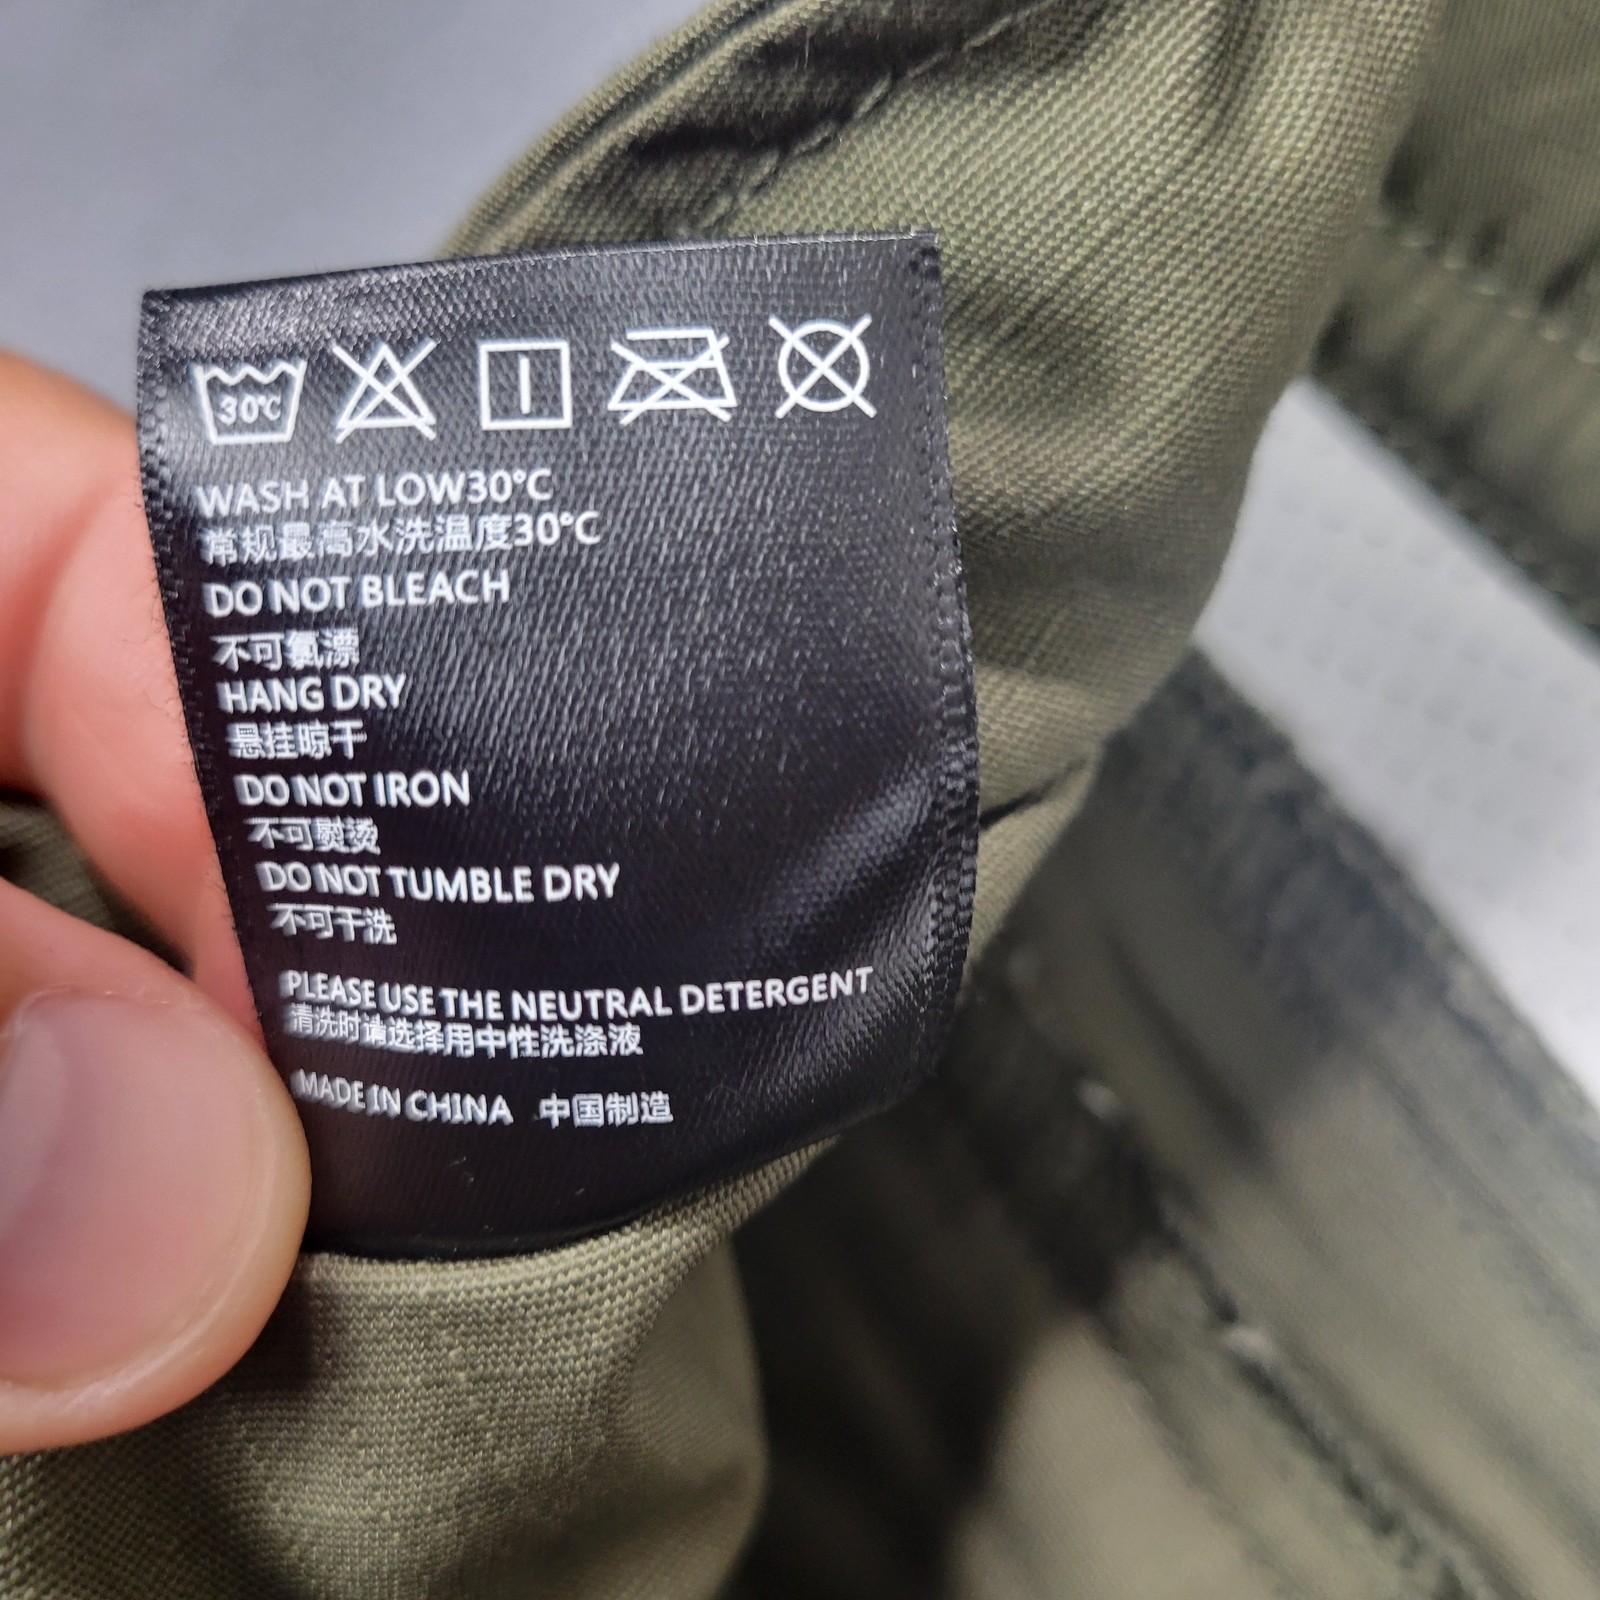 30℃
WASH AT LOW30°C
常规最高水洗温度30°C
DO NOT BLEACH
不可氯漂
HANG DRY
悬挂晾干
DO NOT IRON
不可熨烫
DO NOT TUMBLE DRY
不可干洗
PLEASE USE THE NEUTRAL DETERGENT
清洗时请选择用中性洗涤液
MADE IN CHINA 中国制造